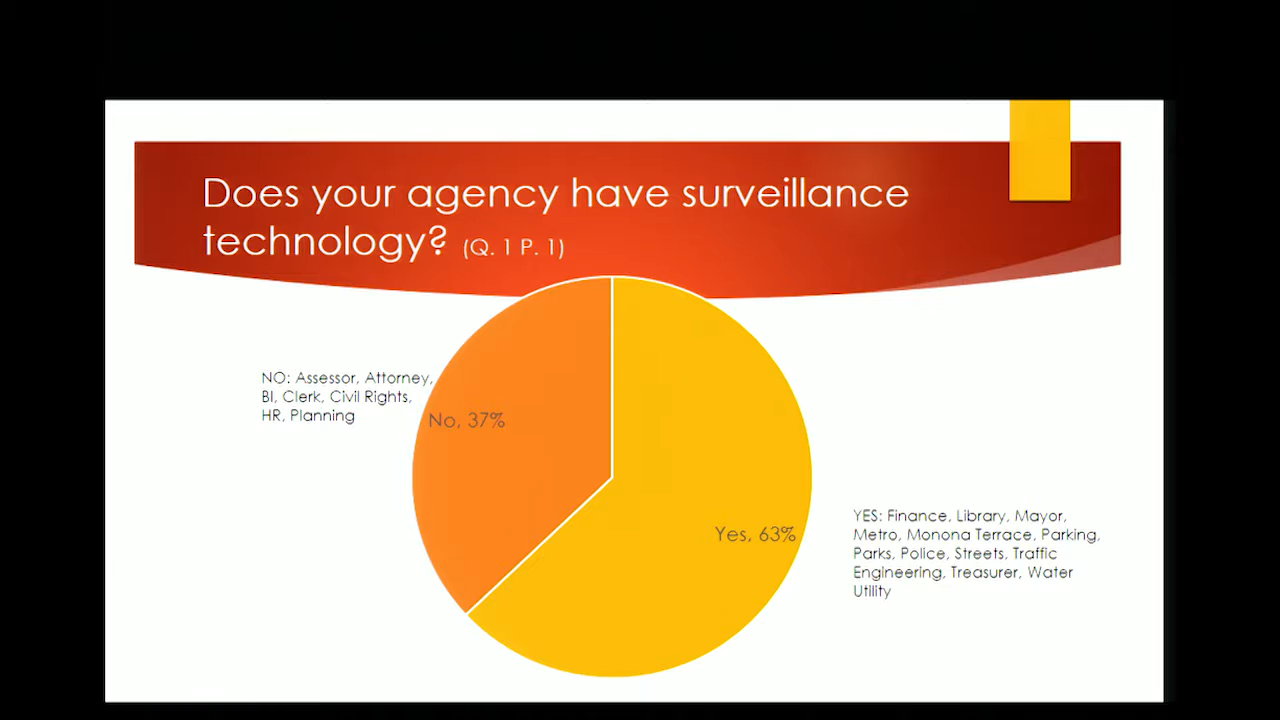 Does your agency have surveillance
technology? (Q. 1 P. 1)
NO: Assessor, Attorney,
BI, Clerk, Civil Rights,
HR, Planning
No, 37%
Yes, 63%
YES: Finance, Library, Mayor,
Metro, Monona Terrace, Parking,
Parks, Police, Streets, Traffic
Engineering, Treasurer, Water
Utility